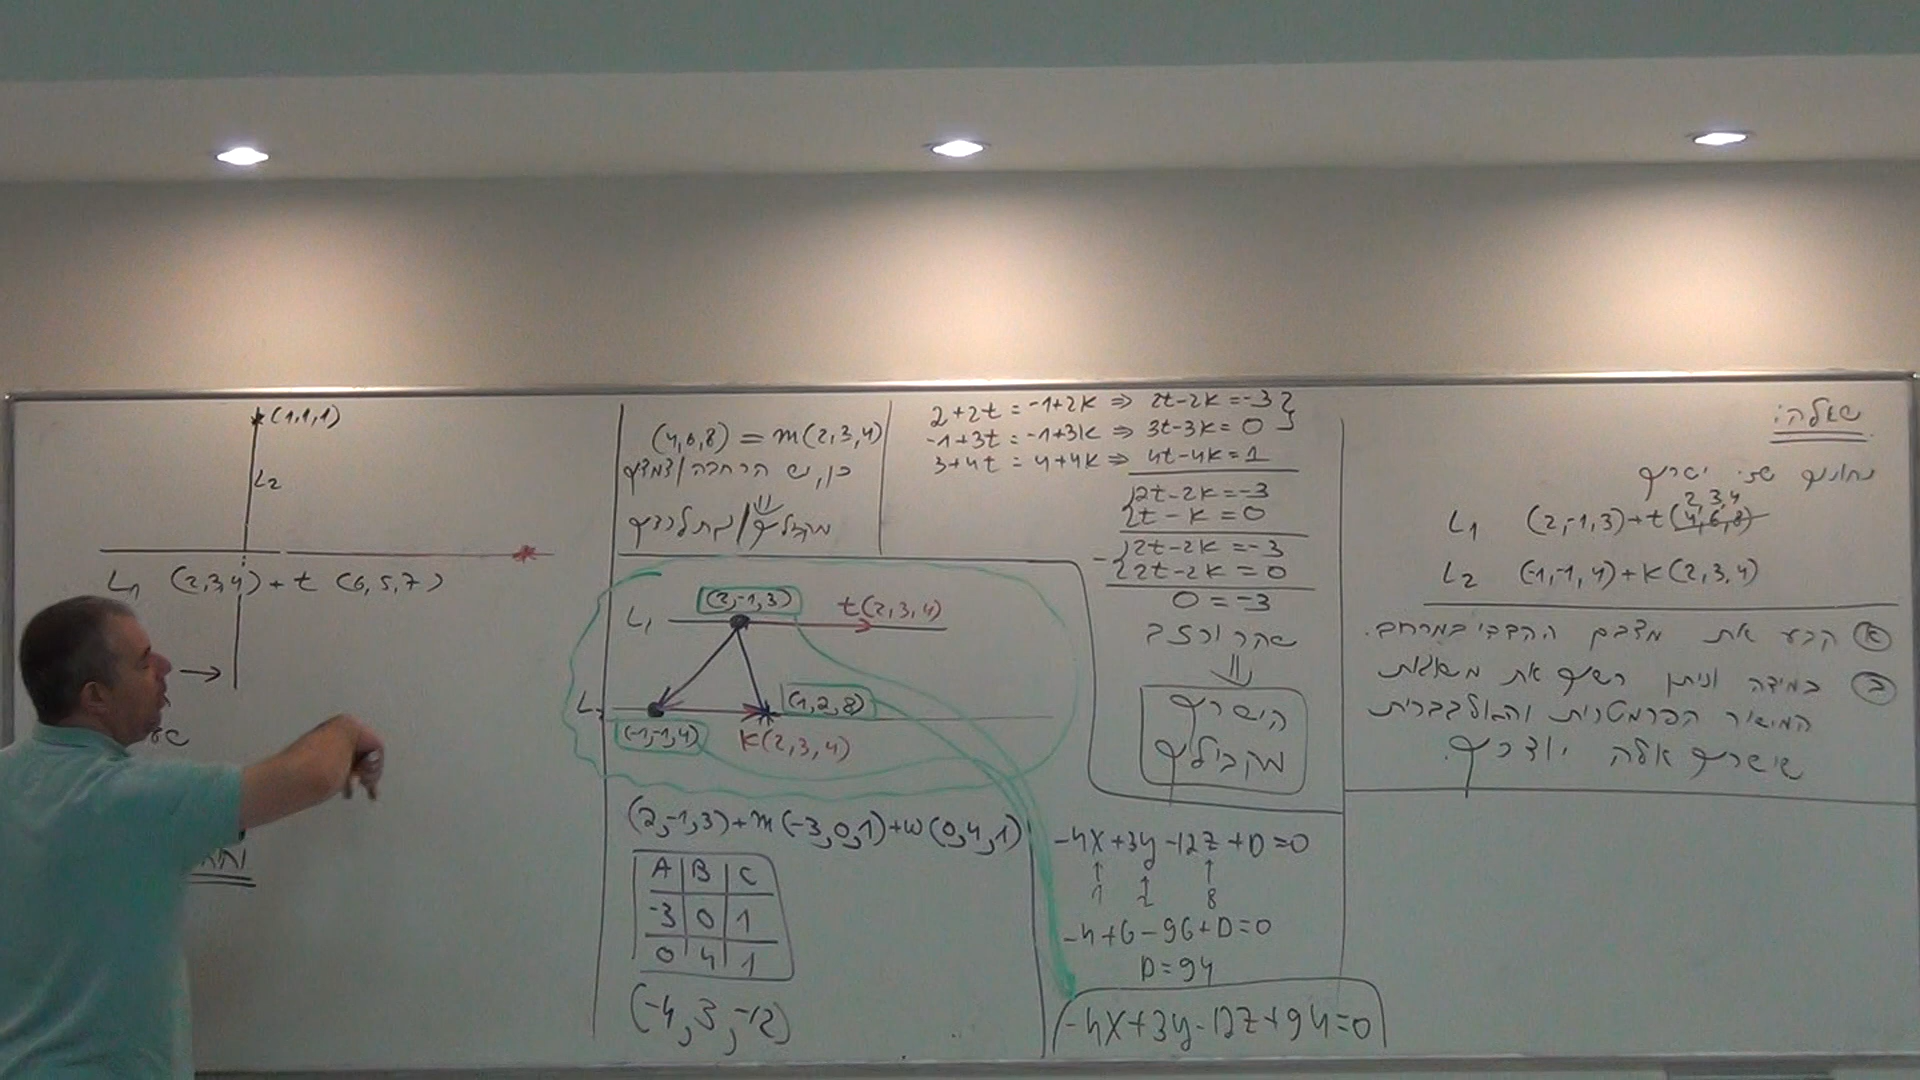 שאלה:
נתונים שני ישרים
2,3,4
L1 (2,-1,3)+t(4,6,8)
L2 (-1,-1,4)+k(2,3,4)
א קבע את מצבם ההדדי במרחב.
ב במידה וניתן רשום את משוואת
המישור הפרמטרית והאלגברית
שישרים אלה יוצרים.
2+2t = -1+2k ⇒ 2t-2k=-3
-1+3t = -1+3k ⇒ 3t-3k=0
3+4t = 4+4k ⇒ 4t-4k=1
2t-2k=-3
t-k=0
2t-2k=-3
2t-2k=0
0=-3
שקר
⇓
הישרים
מקבילים
(4,6,8) = m(2,3,4)
כן, יש הרחבה/צמצום
⇓
מקבילים/מתלכדים
L1 (2,-1,3) t(2,3,4)
L (1,2,8)
(-1,-1,4) k(2,3,4)
(2,-1,3)+m(-3,0,1)+w(0,4,1)
A B C
-3 0 1
0 4 1
(-4,3,-12)
-4x+3y-12z+D=0
↑ ↑ ↑
1 2 8
-4+6-96+D=0
D=94
-4x+3y-12z+94=0
(1,1,1)
L2
L1 (2,3,4)+t(6,5,7)
→